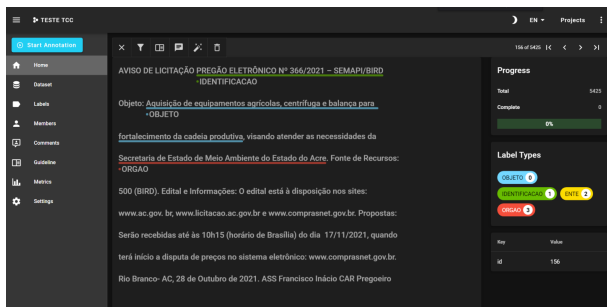 TESTE TCC
EN
Projects
Start Annotation
156 of 5425
Home
Dataset
Labels
Members
Comments
Guideline
Metrics
Settings
AVISO DE LICITAÇÃO PREGÃO ELETRÔNICO Nº 366/2021 – SEMAPI/BIRD
•IDENTIFICACAO
Objeto: Aquisição de equipamentos agrícolas, centrífuga e balança para
•OBJETO
fortalecimento da cadeia produtiva, visando atender as necessidades da
Secretaria de Estado de Meio Ambiente do Estado do Acre. Fonte de Recursos:
•ORGAO
500 (BIRD). Edital e Informações: O edital está à disposição nos sites:
www.ac.gov. br, www.licitacao.ac.gov.br e www.comprasnet.gov.br. Propostas:
Serão recebidas até às 10h15 (horário de Brasília) do dia 17/11/2021, quando
terá início a disputa de preços no sistema eletrônico: www.comprasnet.gov.br.
Rio Branco- AC, 28 de Outubro de 2021. ASS Francisco Inácio CAR Pregoeiro
Progress
Total 5425
Complete 0
0%
Label Types
OBJETO 0
IDENTIFICACAO 1 ENTE 2
ORGAO 3
Key Value
id 156